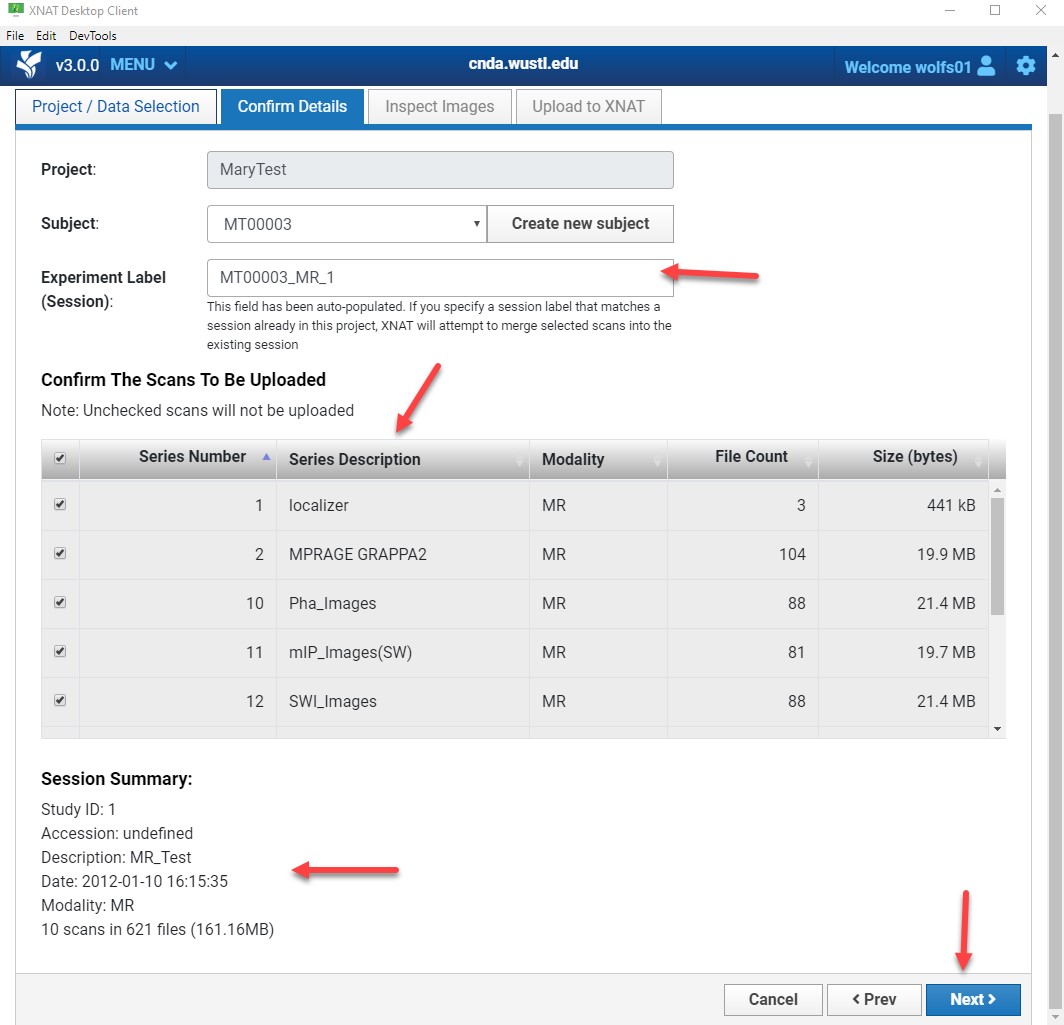 XNAT Desktop Client
File Edit DevTools
v3.0.0 MENU cnda.wustl.edu Welcome wolfs01
Project / Data Selection Confirm Details Inspect Images Upload to XNAT
Project: MaryTest
Subject: MT00003 Create new subject
Experiment Label
(Session):
MT00003_MR_1
This field has been auto-populated. If you specify a session label that matches a
session already in this project, XNAT will attempt to merge selected scans into the
existing session
Confirm The Scans To Be Uploaded
Note: Unchecked scans will not be uploaded
Series Number Series Description Modality File Count Size (bytes)
1 localizer MR 3 441 kB
2 MPRAGE GRAPPA2 MR 104 19.9 MB
10 Pha_Images MR 88 21.4 MB
11 mIP_Images(SW) MR 81 19.7 MB
12 SWI_Images MR 88 21.4 MB
Session Summary:
Study ID: 1
Accession: undefined
Description: MR_Test
Date: 2012-01-10 16:15:35
Modality: MR
10 scans in 621 files (161.16MB)
Cancel Prev Next